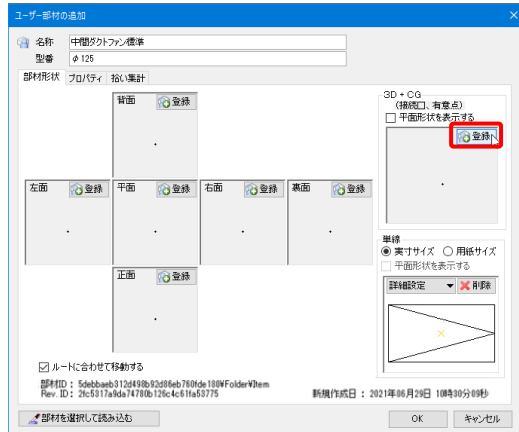 ユーザー部材の追加
名称 中間ダクトファン標準
型番 φ125
部材形状 プロパティ 拾い集計
背面 登録
3D + CG
(接続口、有意点)
平面形状を表示する
登録
左面 登録 平面 登録 右面 登録 裏面 登録
単線
実寸サイズ 用紙サイズ
平面形状を表示する
正面 登録
詳細設定 削除
ルートに合わせて移動する
部材ID : 5debbaeb312d498b92d86eb760fde180¥Folder¥Item
Rev. ID : 2fc5317a9da74780b126c4c61fa53775
新規作成日 : 2021年06月29日 10時30分09秒
部材を選択して読み込む OK キャンセル